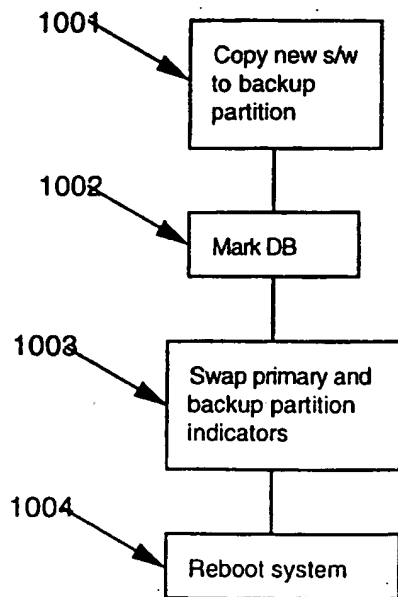 1001
Copy new s/w
to backup
partition
1002
Mark DB
1003
Swap primary and
backup partition
indicators
1004
Reboot system